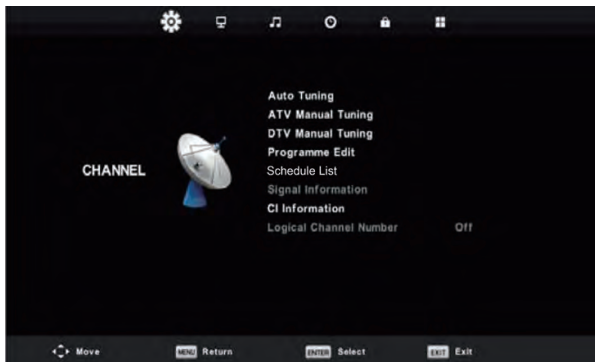 Auto Tuning
ATV Manual Tuning
DTV Manual Tuning
Programme Edit
CHANNEL
Schedule List
Signal Information
CI Information
Logical Channel Number Off
Move MENU Return ENTER Select EXIT Exit